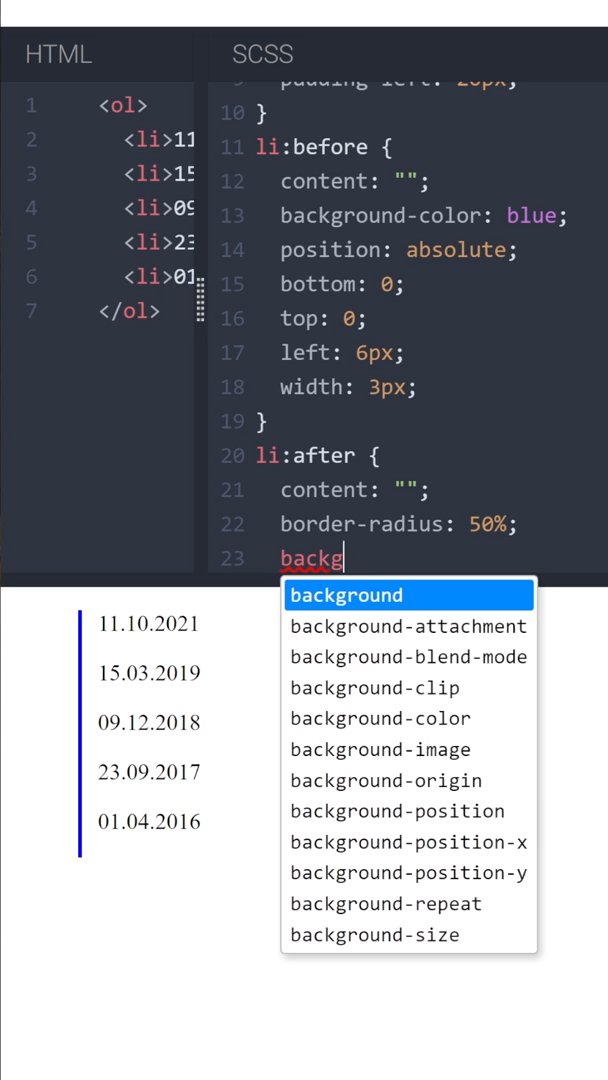 HTML
SCSS
1 <ol>
2 <li>11
3 <li>15
4 <li>09
5 <li>23
6 <li>01
7 </ol>
9 padding-left: 20px;
10 }
11 li:before {
12 content: "";
13 background-color: blue;
14 position: absolute;
15 bottom: 0;
16 top: 0;
17 left: 6px;
18 width: 3px;
19 }
20 li:after {
21 content: "";
22 border-radius: 50%;
23 backg
background
background-attachment
background-blend-mode
background-clip
background-color
background-image
background-origin
background-position
background-position-x
background-position-y
background-repeat
background-size
11.10.2021
15.03.2019
09.12.2018
23.09.2017
01.04.2016